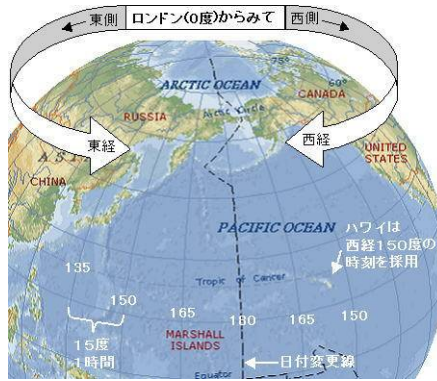 東側
ロンドン(0度)からみて
西側
ARCTIC OCEAN
75°
60°
CANADA
RUSSIA
Arctic Circle
東経
西経
UNITED
STATES
ASI
CHINA
PACIFIC OCEAN
ハワイは
西経150度の
時刻を採用
135
Tropic of Cancer
150
165
180
165
150
15度
1時間
MARSHALL
ISLANDS
日付変更線
Equator